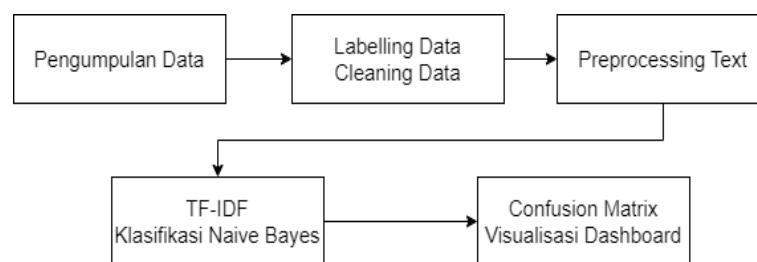 Pengumpulan Data
Labelling Data
Cleaning Data
Preprocessing Text
TF-IDF
Klasifikasi Naive Bayes
Confusion Matrix
Visualisasi Dashboard